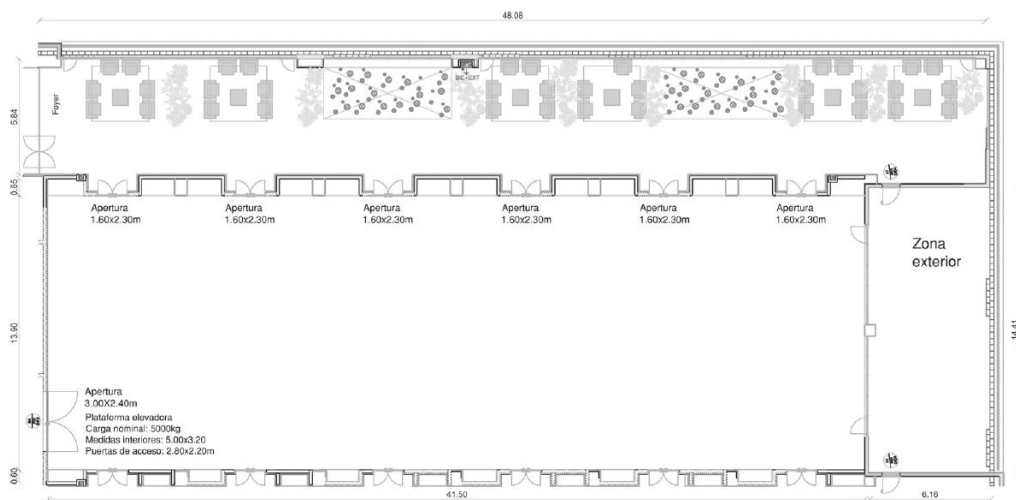 48.08
Foyer
5.84
0.65
Apertura
1.60x2.30m
Apertura
1.60x2.30m
Apertura
1.60x2.30m
Apertura
1.60x2.30m
Apertura
1.60x2.30m
Apertura
1.60x2.30m
Zona
exterior
13.90
14.41
Apertura
3.00X2.40m
Plataforma elevadora
Carga nominal: 5000kg
Medidas interiores: 5.00x3.20
Puertas de acceso: 2.80x2.20m
0.60
41.50
6.16